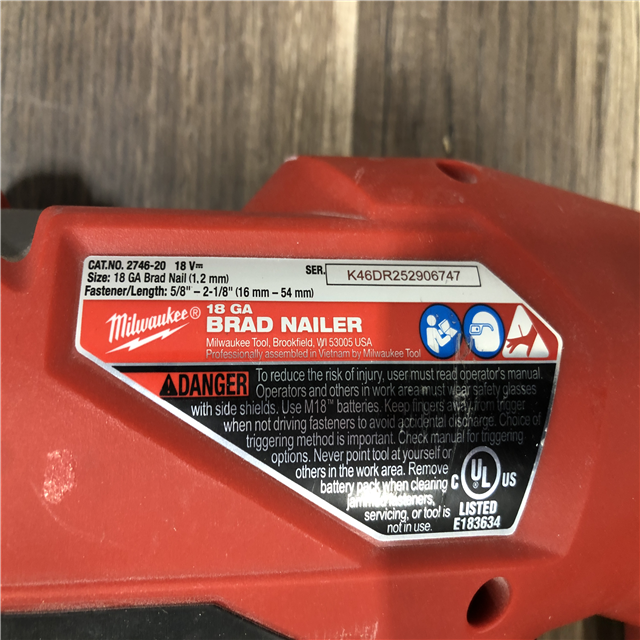 CAT.NO. 2746-20 18 V⎓
SER. K46DR252906747
Size: 18 GA Brad Nail (1,2 mm)
Fastener/Length: 5/8" – 2-1/8" (16 mm – 54 mm)
Milwaukee®
18 GA
BRAD NAILER
Milwaukee Tool, Brookfield, WI 53005 USA
Professionally assembled in Vietnam by Milwaukee Tool
DANGER
To reduce the risk of injury, user must read operator's manual.
Operators and others in work area must wear safety glasses
with side shields. Use M18™ batteries. Keep fingers away from trigger
when not driving fasteners to avoid accidental discharge. Choice of
triggering method is important. Check manual for triggering
options. Never point tool at yourself or
others in the work area. Remove
battery pack when clearing
jammed fasteners,
servicing, or tool is
not in use.
C UL US
LISTED
E183634